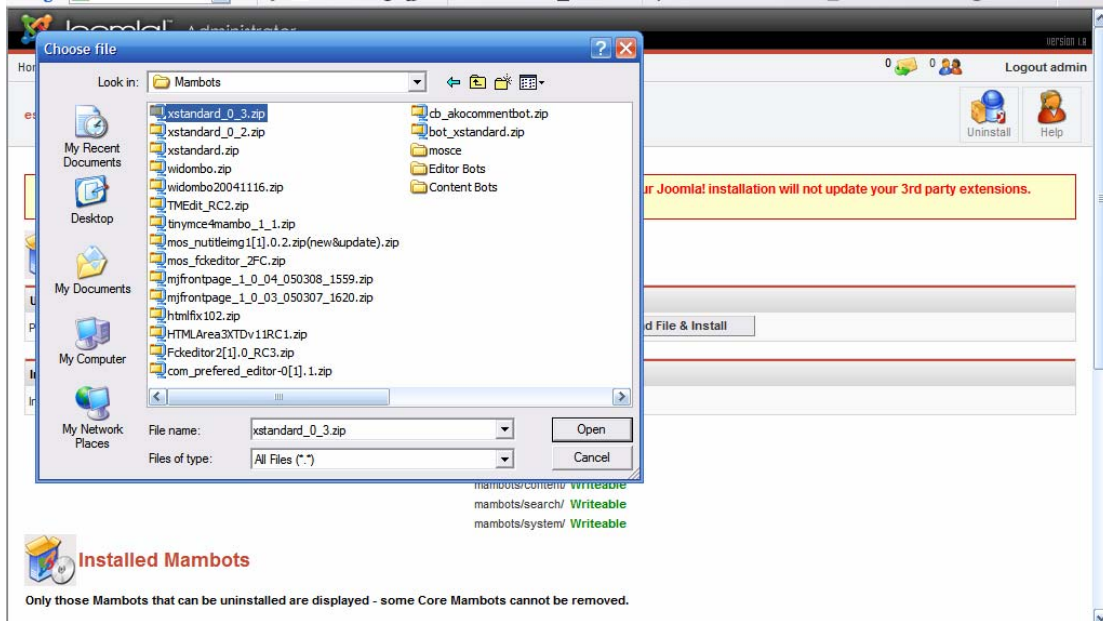 Joomla! Administrator
version 1.0
Choose file
Look in: Mambots
Hor
0 0 Logout admin
Uninstall Help
My Recent Documents
Desktop
My Documents
My Computer
My Network Places
xstandard_0_3.zip
xstandard_0_2.zip
xstandard.zip
widombo.zip
widombo20041116.zip
TMEdit_RC2.zip
tinymce4mambo_1_1.zip
mos_nutitleimg1[1].0.2.zip(new&update).zip
mos_fckeditor_2FC.zip
mjfrontpage_1_0_04_050308_1559.zip
mjfrontpage_1_0_03_050307_1620.zip
htmlfix102.zip
HTMLArea3XTDv11RC1.zip
Fckeditor2[1].0_RC3.zip
com_prefered_editor-0[1].1.zip
cb_akocommentbot.zip
bot_xstandard.zip
mosce
Editor Bots
Content Bots
ur Joomla! installation will not update your 3rd party extensions.
d File & Install
File name: xstandard_0_3.zip Open
Files of type: All Files (*.*) Cancel
mambots/content/ Writeable
mambots/search/ Writeable
mambots/system/ Writeable
Installed Mambots
Only those Mambots that can be uninstalled are displayed - some Core Mambots cannot be removed.